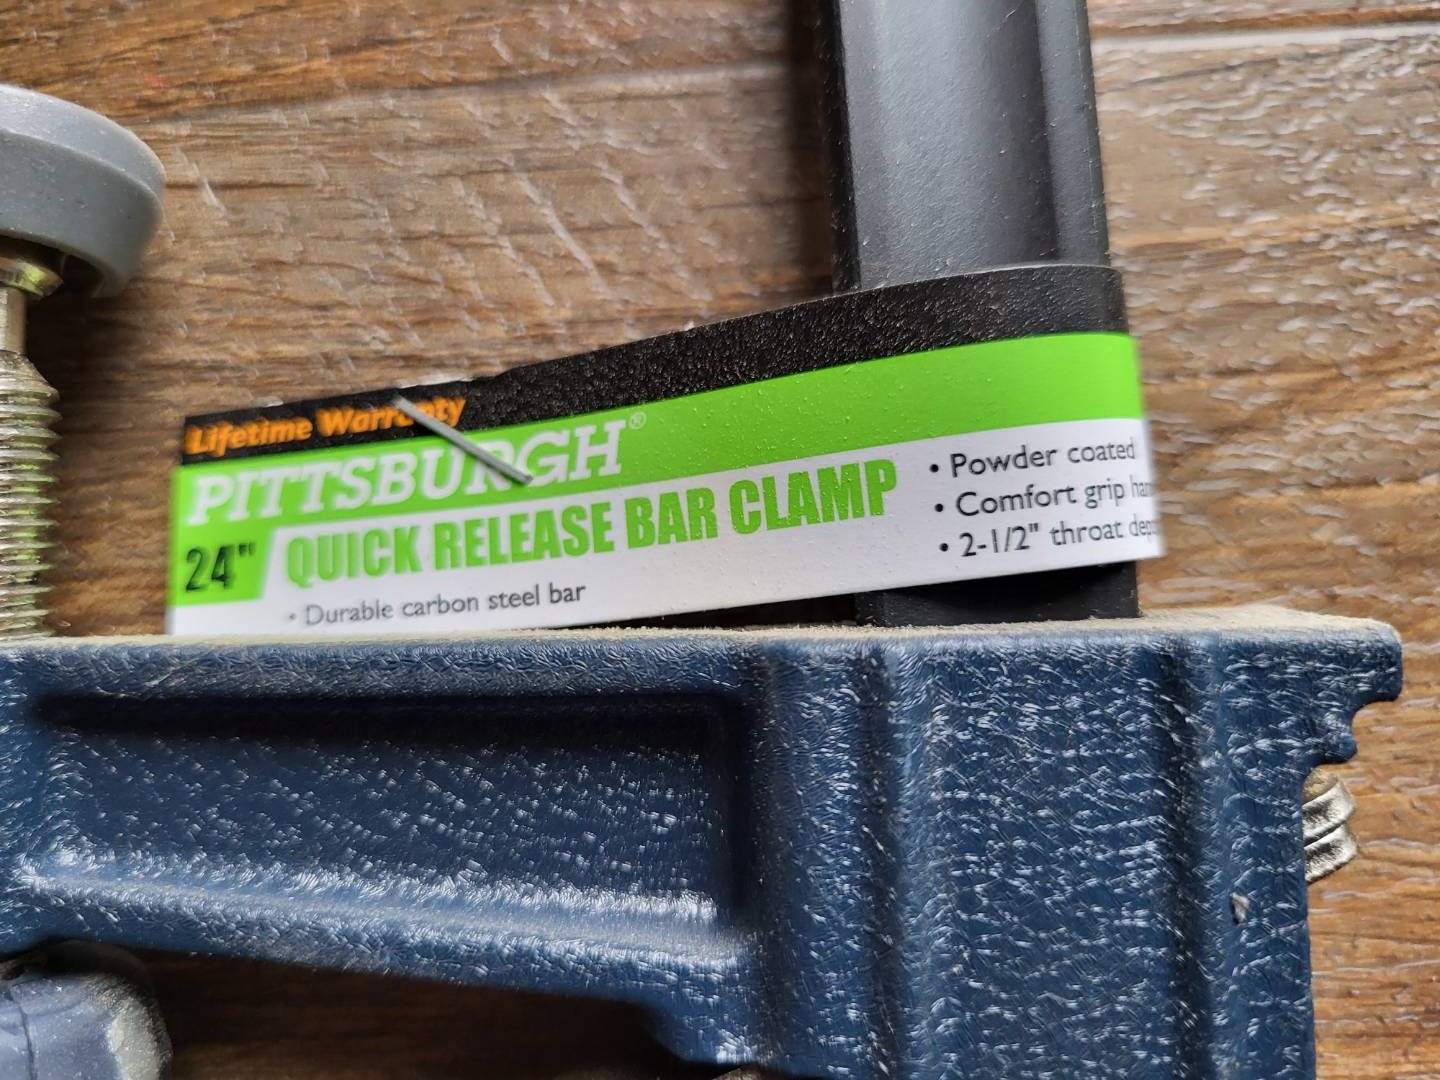 Lifetime Warranty
PITTSBURGH®
24" QUICK RELEASE BAR CLAMP
• Durable carbon steel bar
• Powder coated
• Comfort grip
• 2-1/2" throat